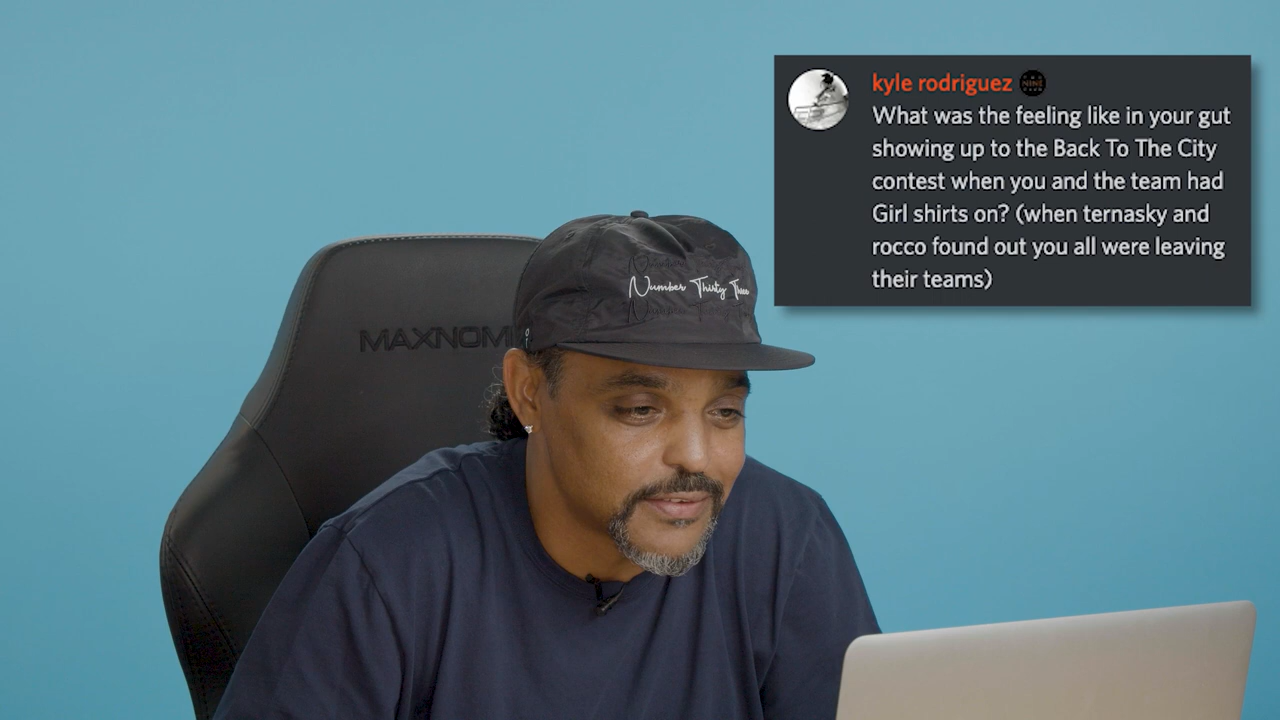 kyle rodriguez
NINE
What was the feeling like in your gut
showing up to the Back To The City
contest when you and the team had
Girl shirts on? (when ternasky and
rocco found out you all were leaving
their teams)
Number Thirty Three
MAXNOM